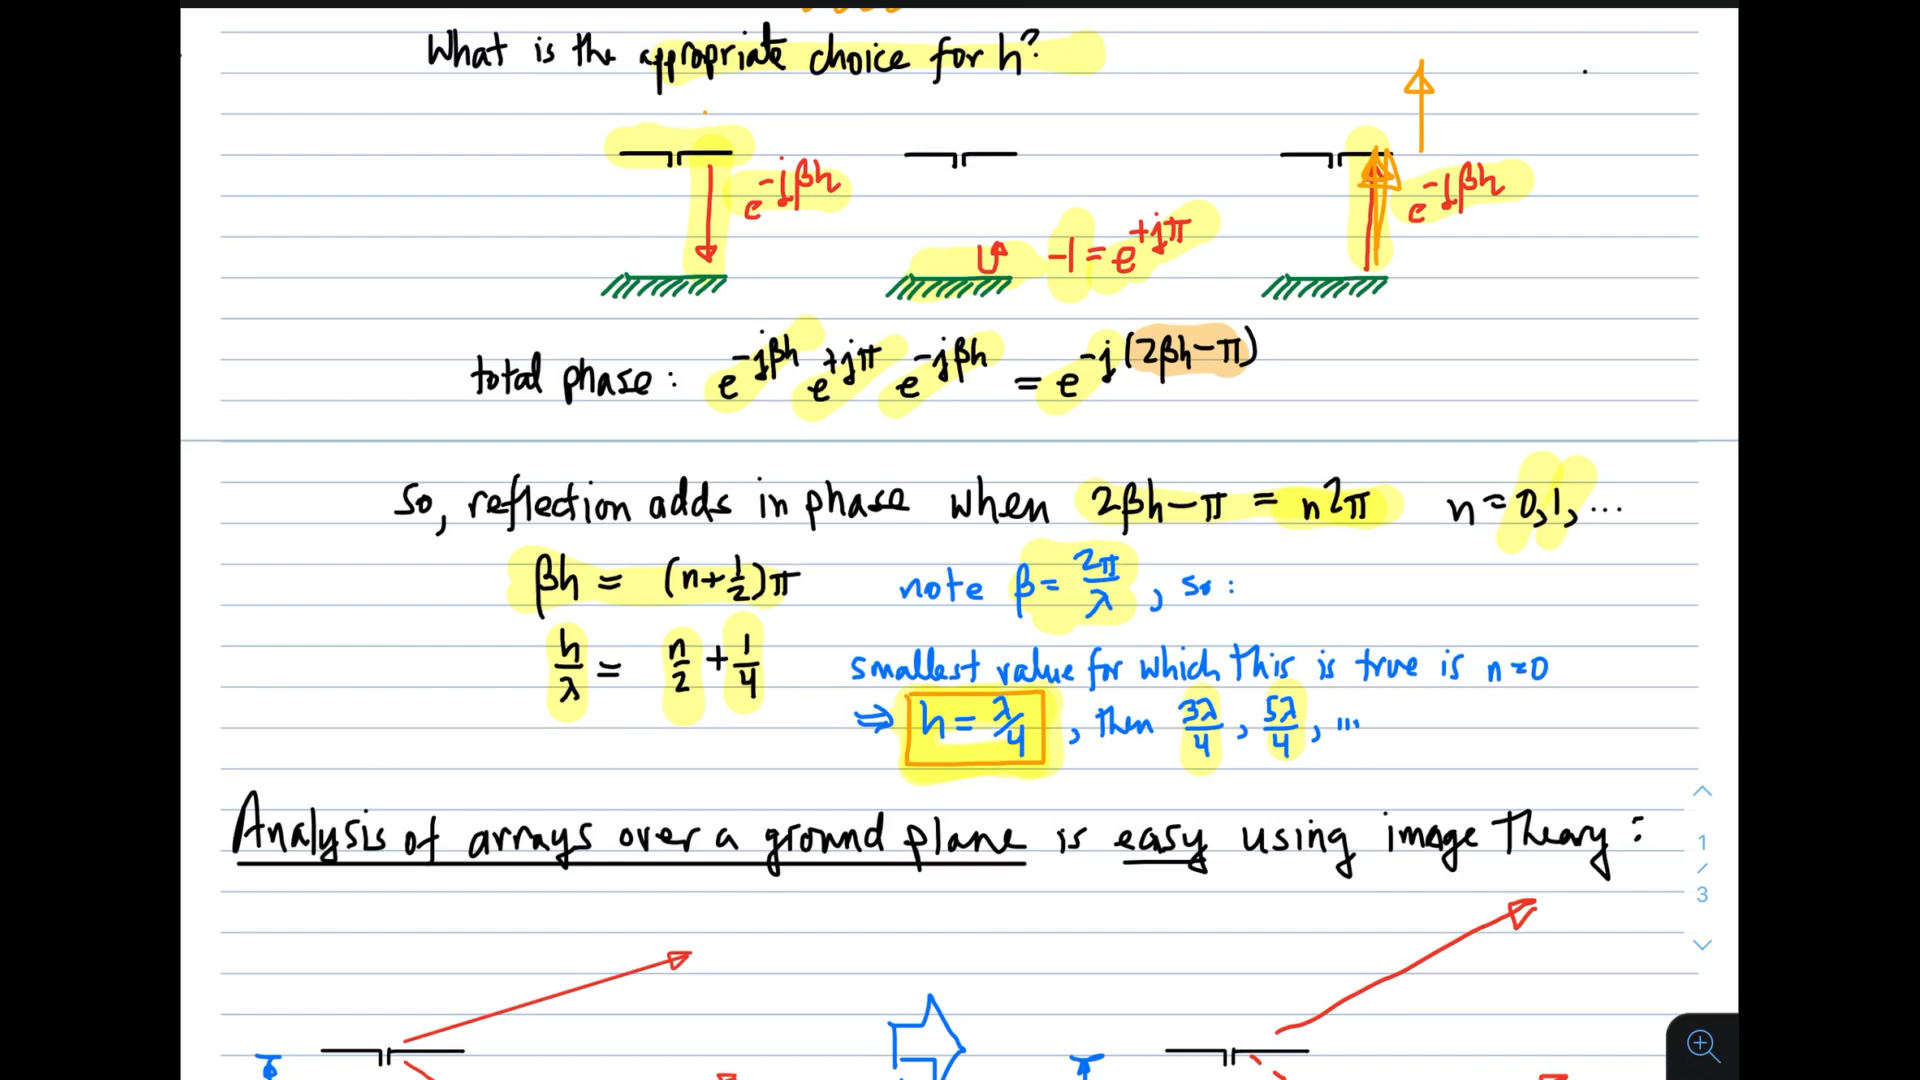 What is the appropriate choice for h?
e^{-jβh}
-1 = e^{+jπ}
e^{-jβh}
total phase: e^{-jβh} e^{+jπ} e^{-jβh} = e^{-j(2βh-π)}
So, reflection adds in phase when 2βh-π = n2π n=0,1,...
βh = (n+1/2)π note β = 2π/λ, so:
h/λ = n/2 + 1/4 smallest value for which this is true is n=0
⇒ h = λ/4, then 3λ/4, 5λ/4, ...
Analysis of arrays over a ground plane is easy using image theory:
1
/
3